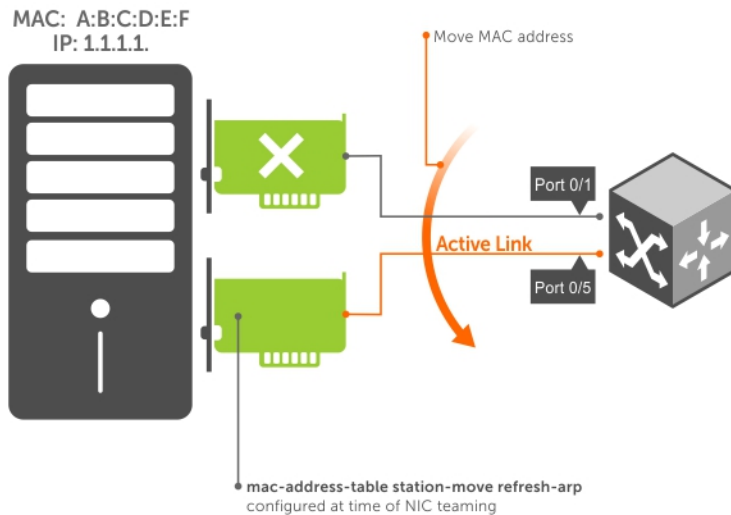 MAC: A:B:C:D:E:F
IP: 1.1.1.1.
Move MAC address
Port 0/1
Active Link
Port 0/5
mac-address-table station-move refresh-arp
configured at time of NIC teaming